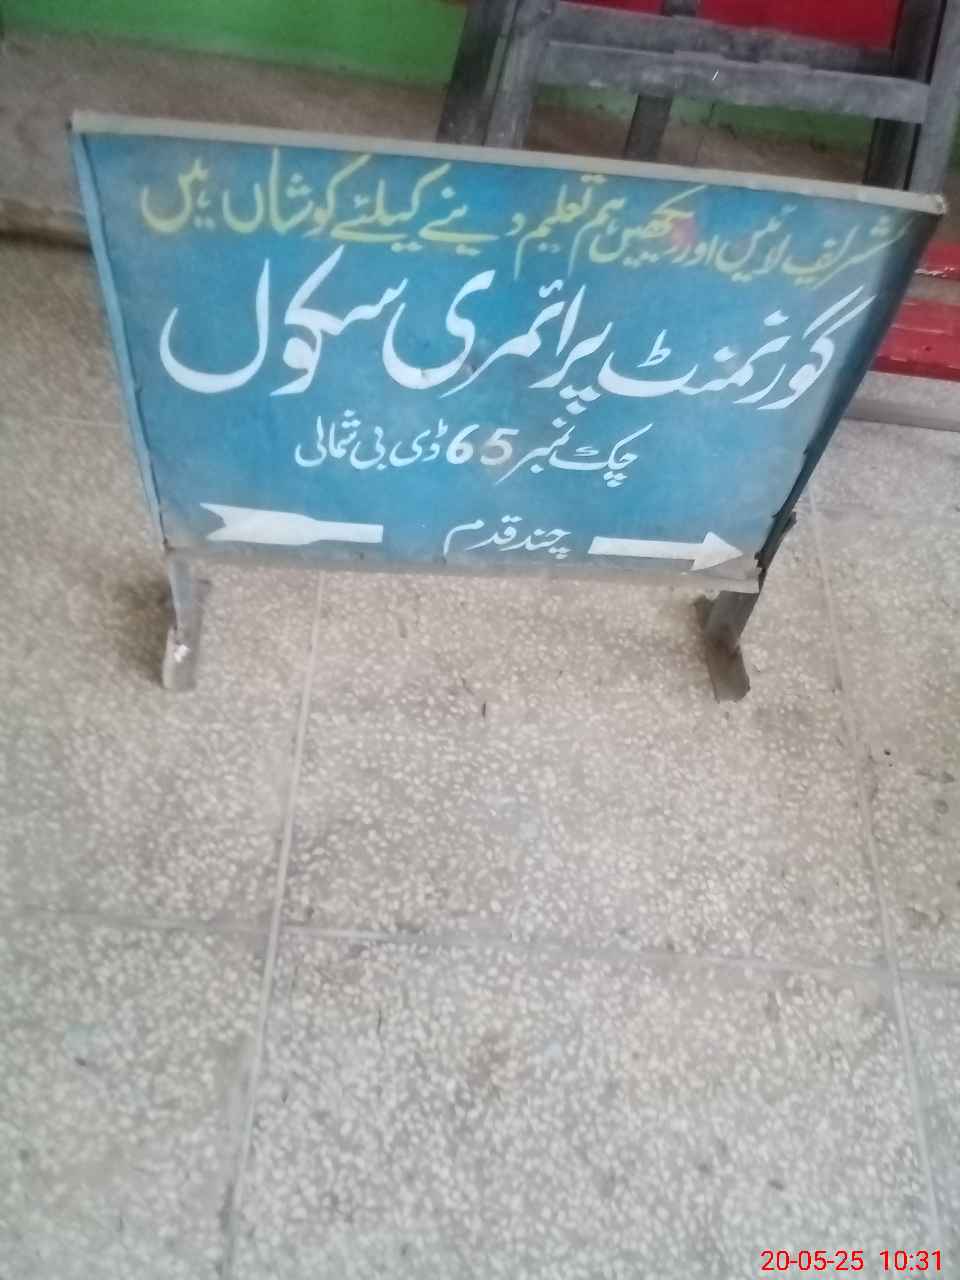 تشریف لائیں اور دیکھیں ہم تعلیم دینے کیلئے کوشاں ہیں
گورنمنٹ پرائمری سکول
چک نمبر 65 ڈی بی شمالی
چند قدم
20-05-25 10:31